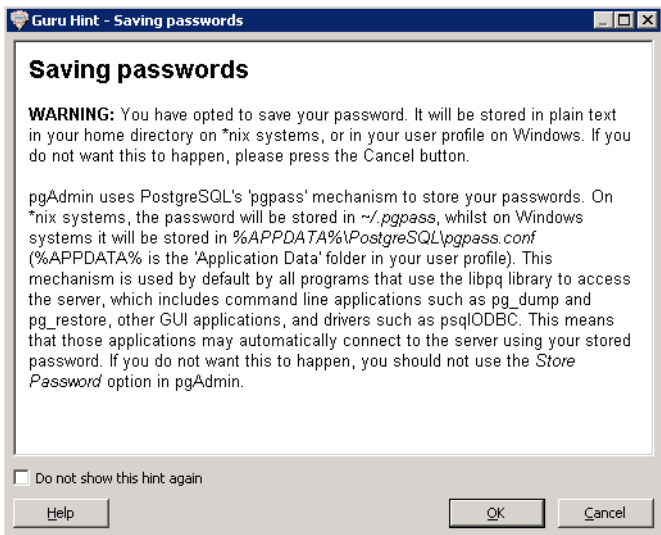 Guru Hint - Saving passwords
Saving passwords
WARNING: You have opted to save your password. It will be stored in plain text
in your home directory on *nix systems, or in your user profile on Windows. If you
do not want this to happen, please press the Cancel button.
pgAdmin uses PostgreSQL's 'pgpass' mechanism to store your passwords. On
*nix systems, the password will be stored in ~/.pgpass, whilst on Windows
systems it will be stored in %APPDATA%\PostgreSQL\pgpass.conf
(%APPDATA% is the 'Application Data' folder in your user profile). This
mechanism is used by default by all programs that use the libpq library to access
the server, which includes command line applications such as pg_dump and
pg_restore, other GUI applications, and drivers such as psqlODBC. This means
that those applications may automatically connect to the server using your stored
password. If you do not want this to happen, you should not use the Store
Password option in pgAdmin.
Do not show this hint again
Help
OK
Cancel